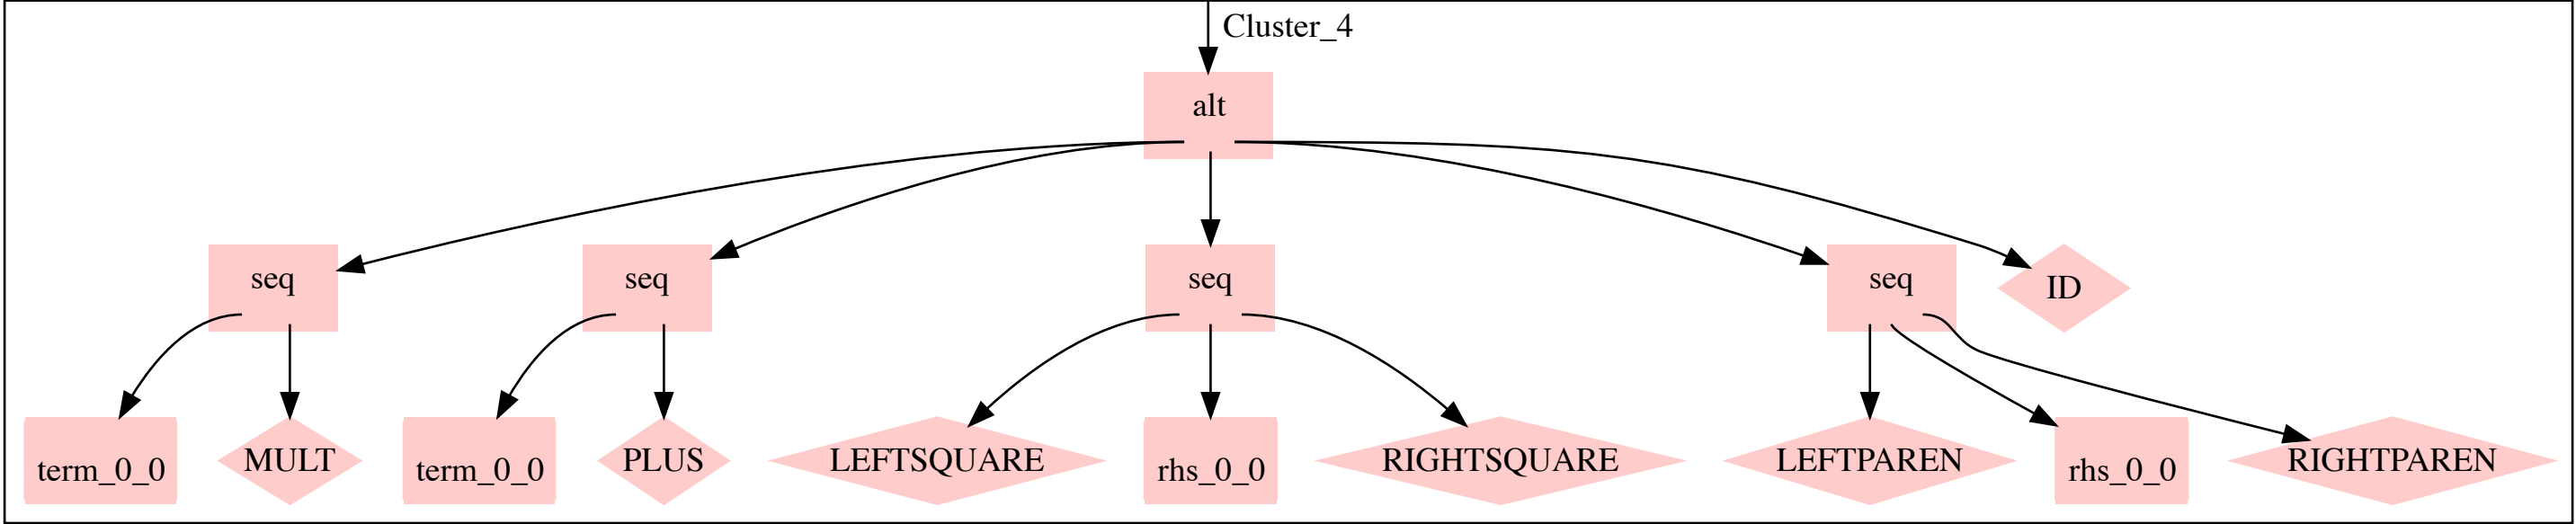 Cluster_4
alt
seq
seq
seq
seq
ID
term_0_0
MULT
term_0_0
PLUS
LEFTSQUARE
rhs_0_0
RIGHTSQUARE
LEFTPAREN
rhs_0_0
RIGHTPAREN